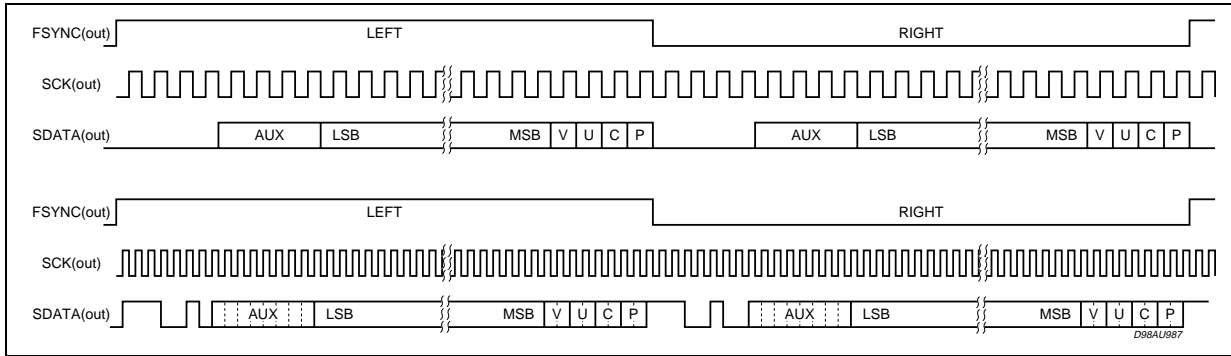 FSYNC(out) LEFT RIGHT
SCK(out)
SDATA(out) AUX LSB MSB V U C P AUX LSB MSB V U C P
FSYNC(out) LEFT RIGHT
SCK(out)
SDATA(out) AUX LSB MSB V U C P AUX LSB MSB V U C P
D98AU987